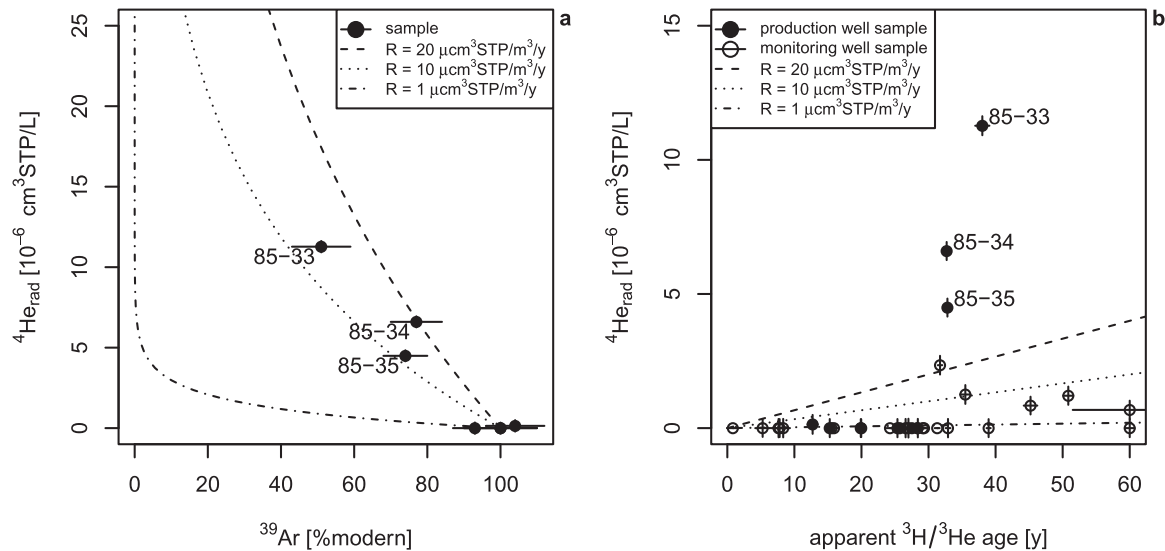 a
sample
R = 20 μcm³STP/m³/y
R = 10 μcm³STP/m³/y
R = 1 μcm³STP/m³/y
25
20
15
10
5
0
⁴Herad [10⁻⁶ cm³STP/L]
85−33
85−34
85−35
0 20 40 60 80 100
³⁹Ar [%modern]
b
production well sample
monitoring well sample
R = 20 μcm³STP/m³/y
R = 10 μcm³STP/m³/y
R = 1 μcm³STP/m³/y
15
10
5
0
⁴Herad [10⁻⁶ cm³STP/L]
85−33
85−34
85−35
0 10 20 30 40 50 60
apparent ³H/³He age [y]